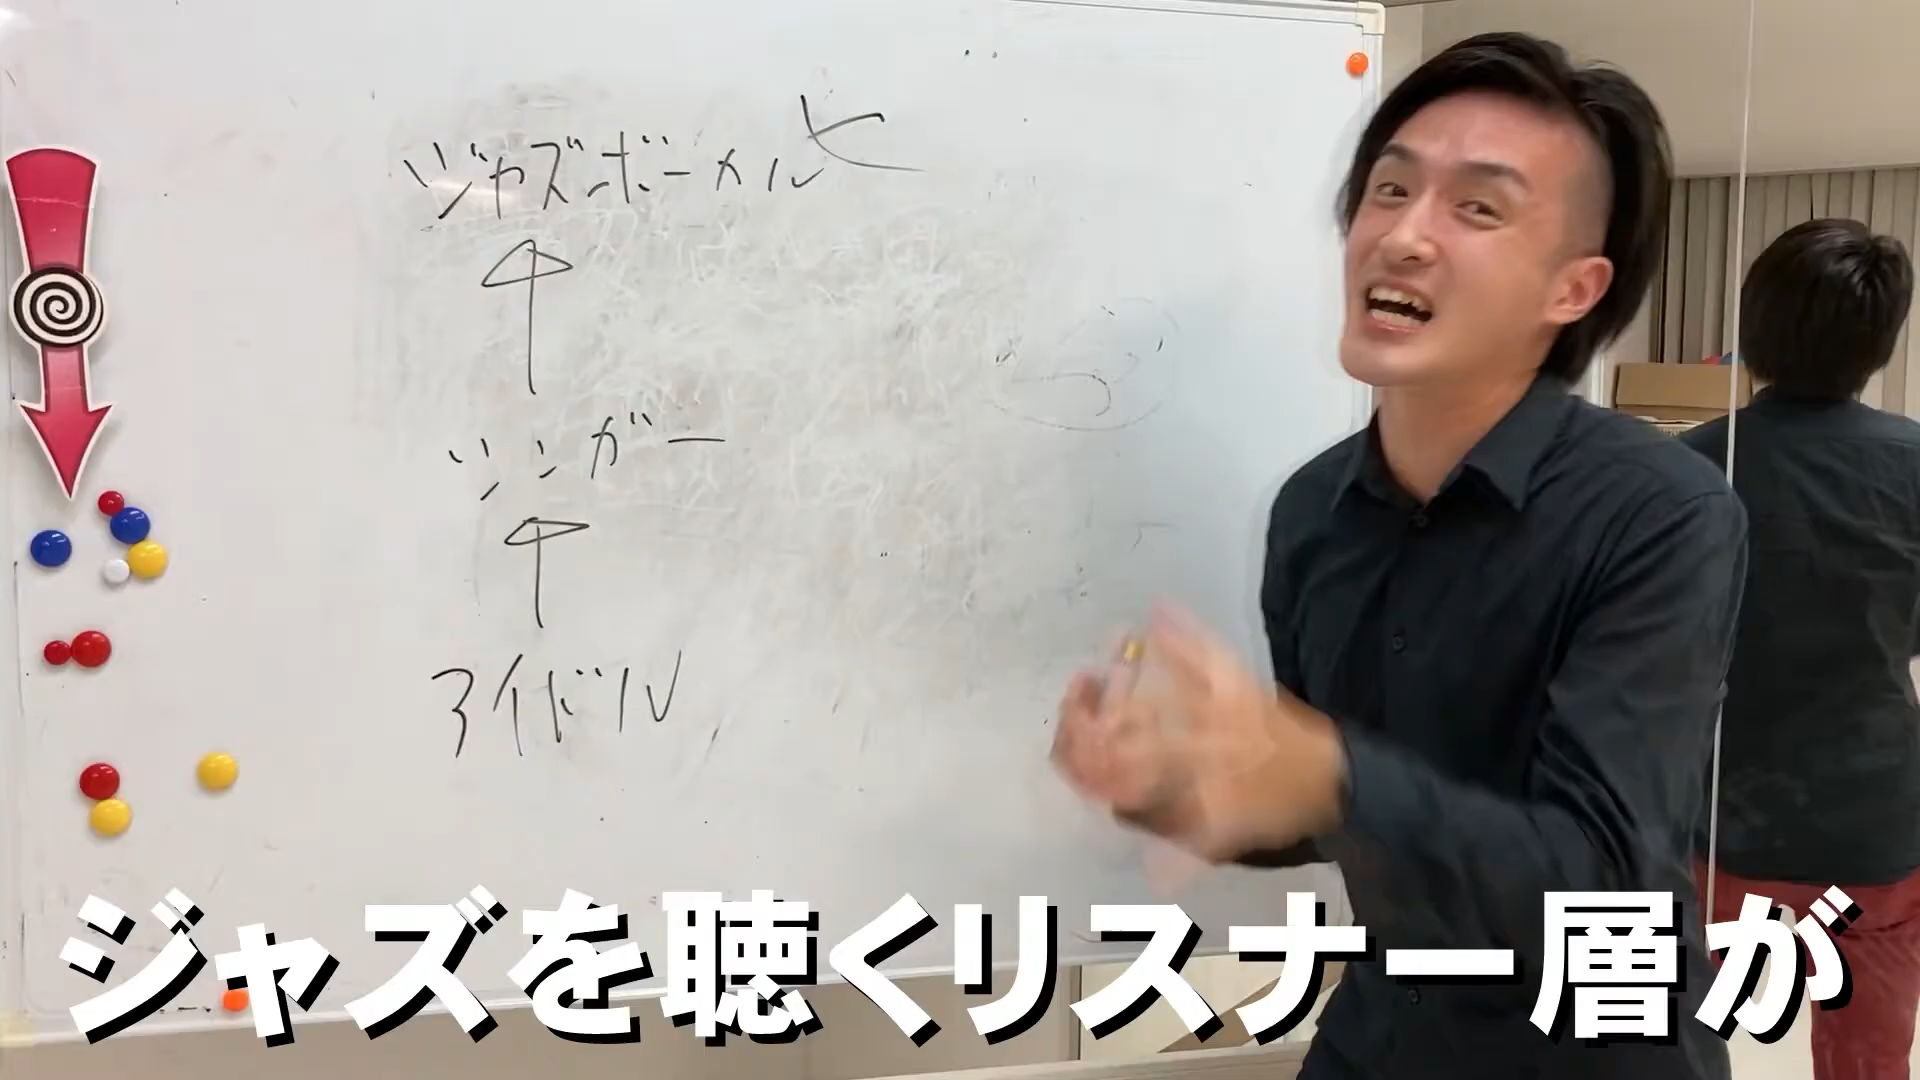 ジャズボーカル
シンガー
アイドル
ジャズを聴くリスナー層が